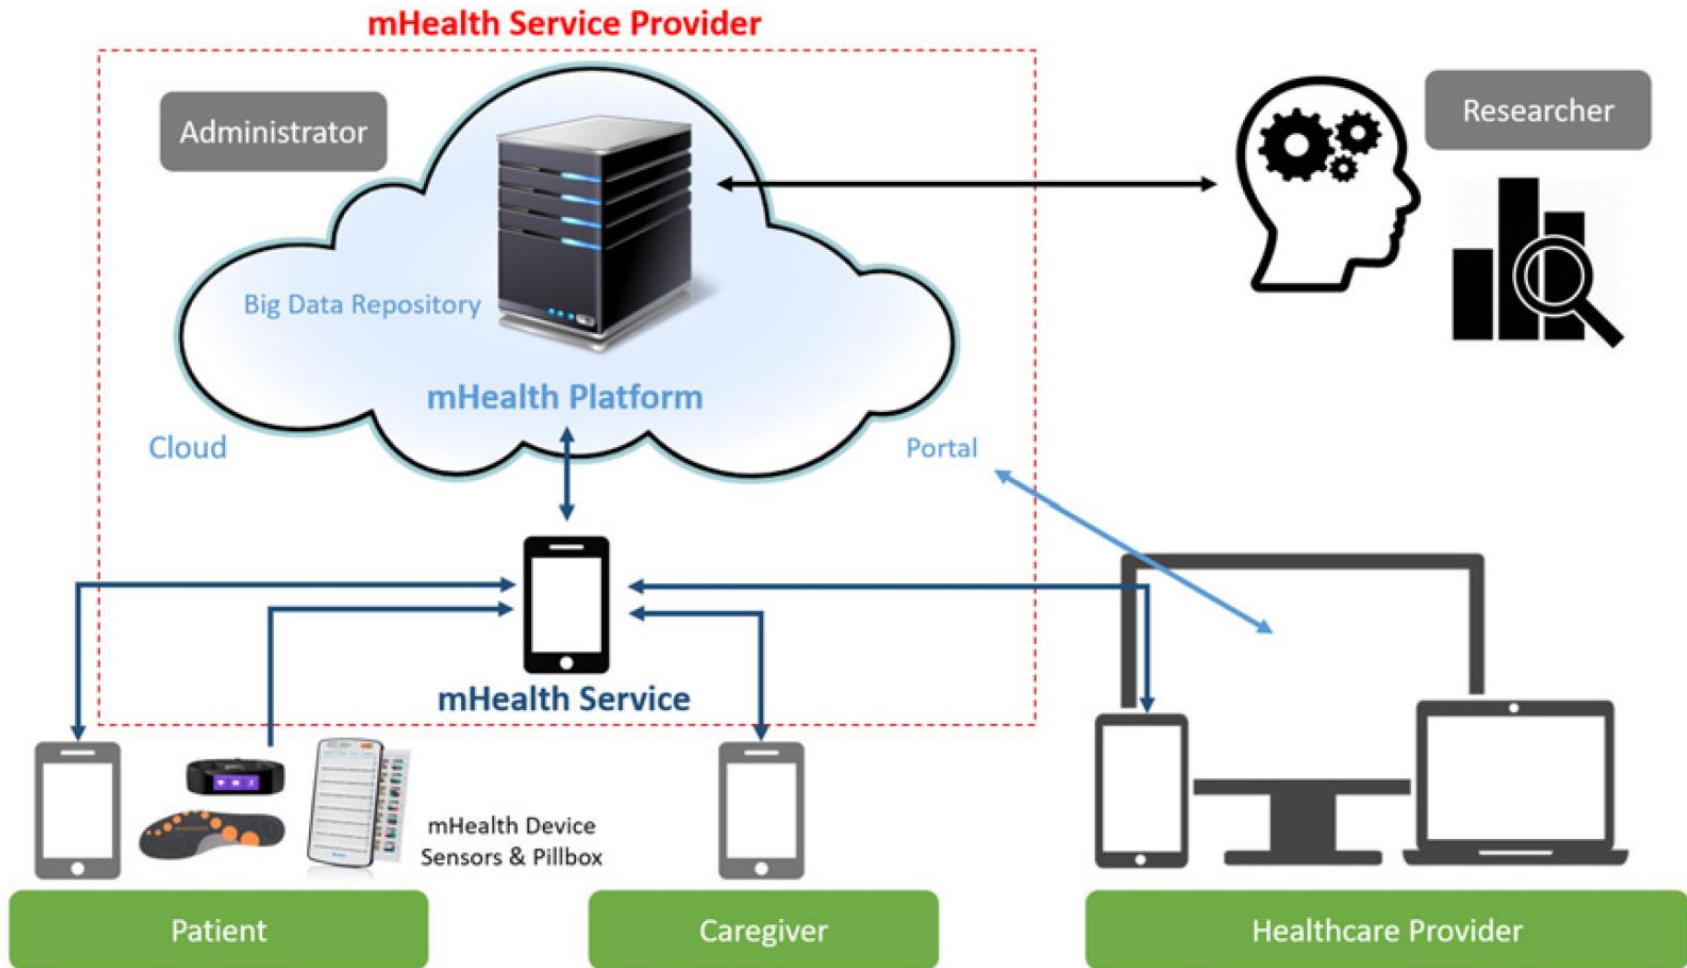 mHealth Service Provider
Administrator
Researcher
Big Data Repository
mHealth Platform
Cloud
Portal
mHealth Service
mHealth Device
Sensors & Pillbox
Patient
Caregiver
Healthcare Provider